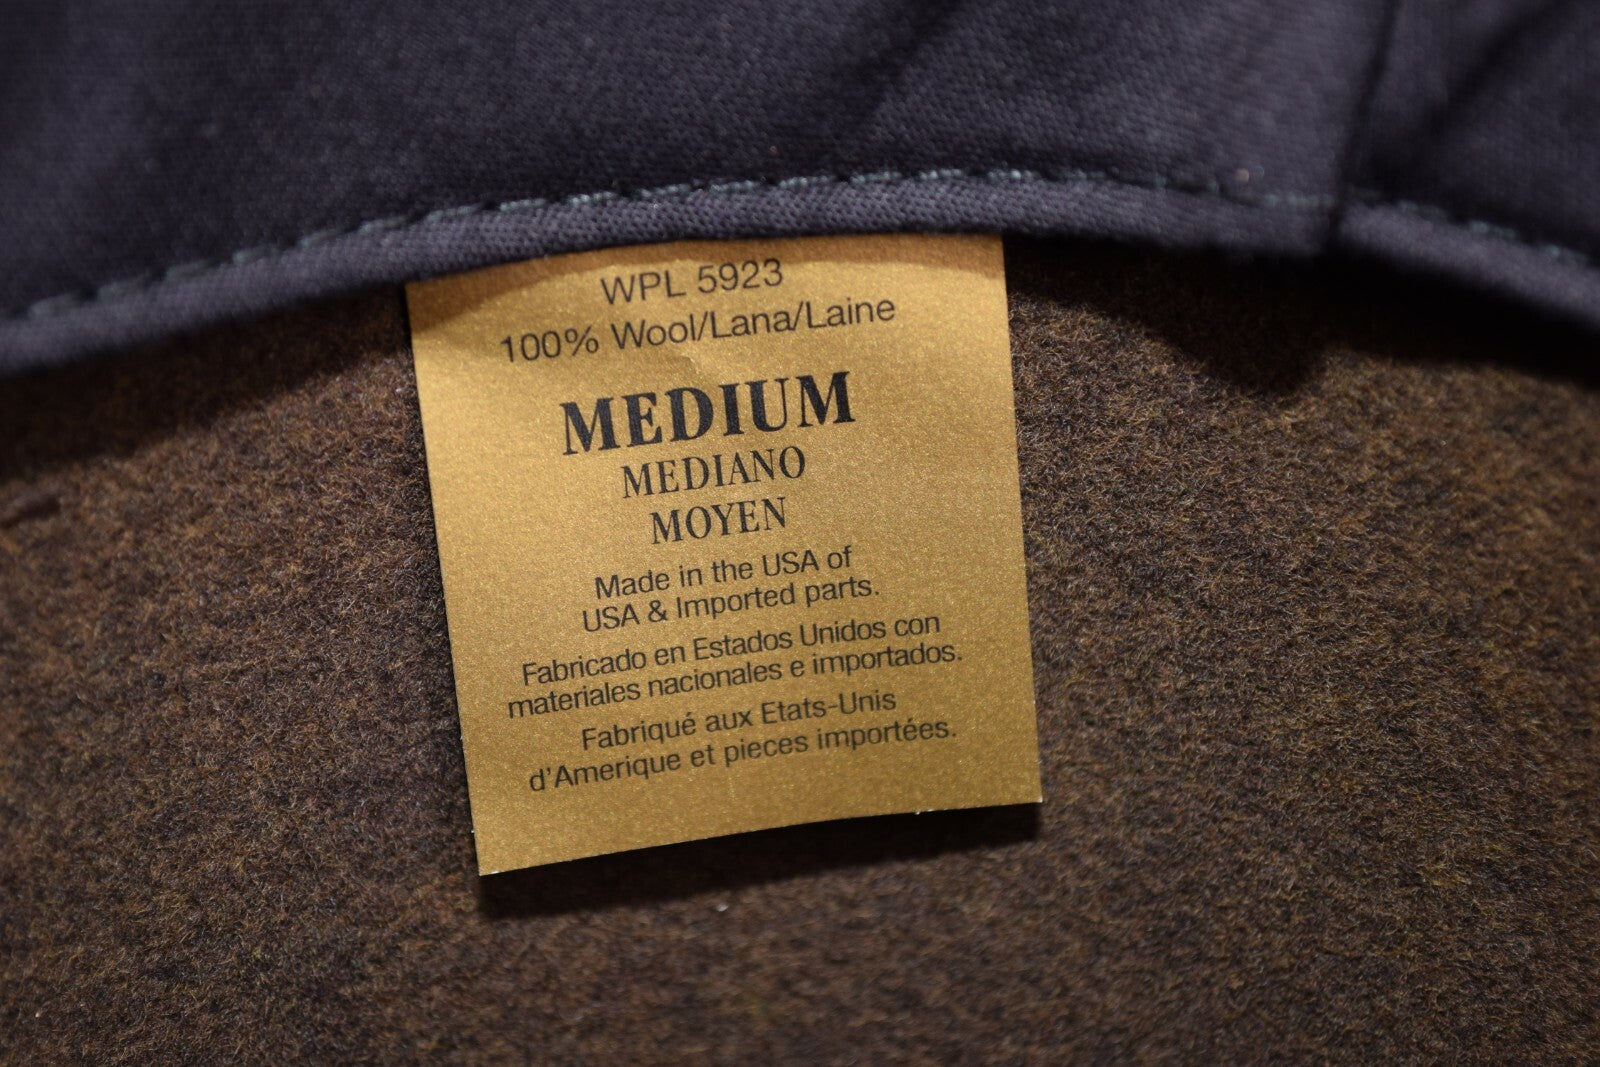 WPL 5923
100% Wool/Lana/Laine
MEDIUM
MEDIANO
MOYEN
Made in the USA of
USA & Imported parts.
Fabricado en Estados Unidos con
materiales nacionales e importados.
Fabriqué aux Etats-Unis
d'Amerique et pieces importées.